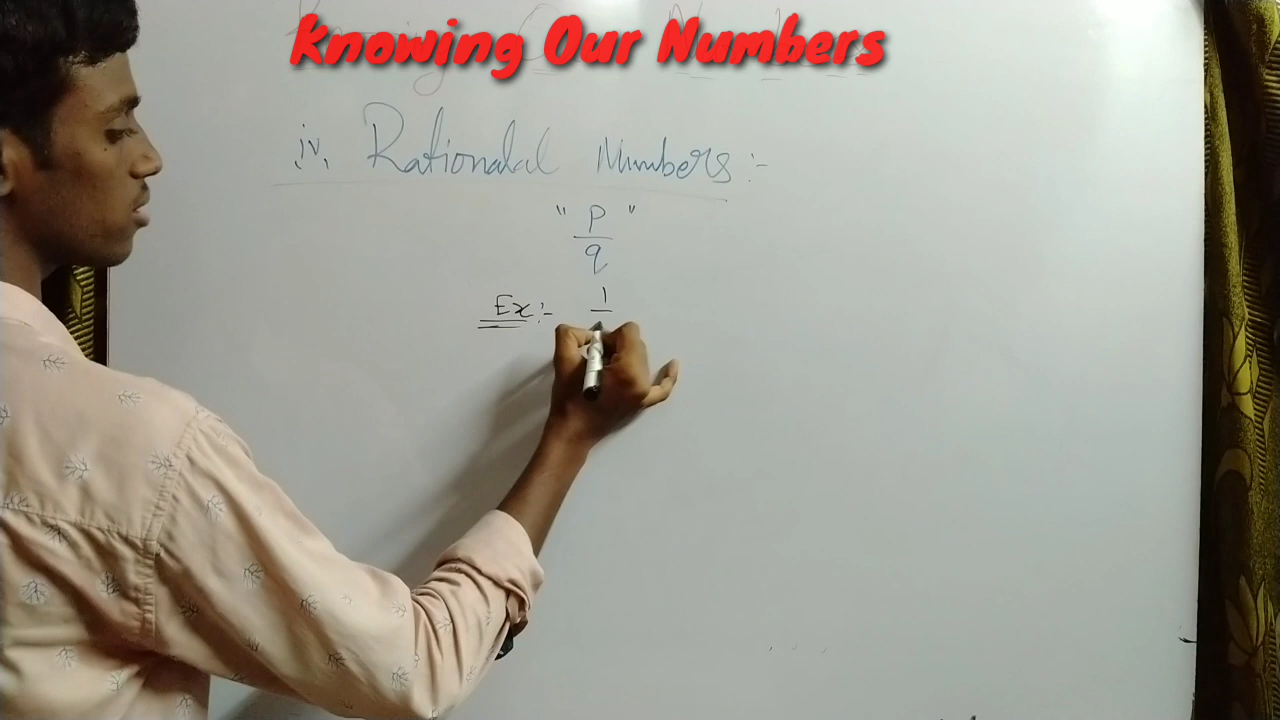 Knowing Our Numbers
iv, Rationalal Numbers:-
" P "
q
Ex:- 1